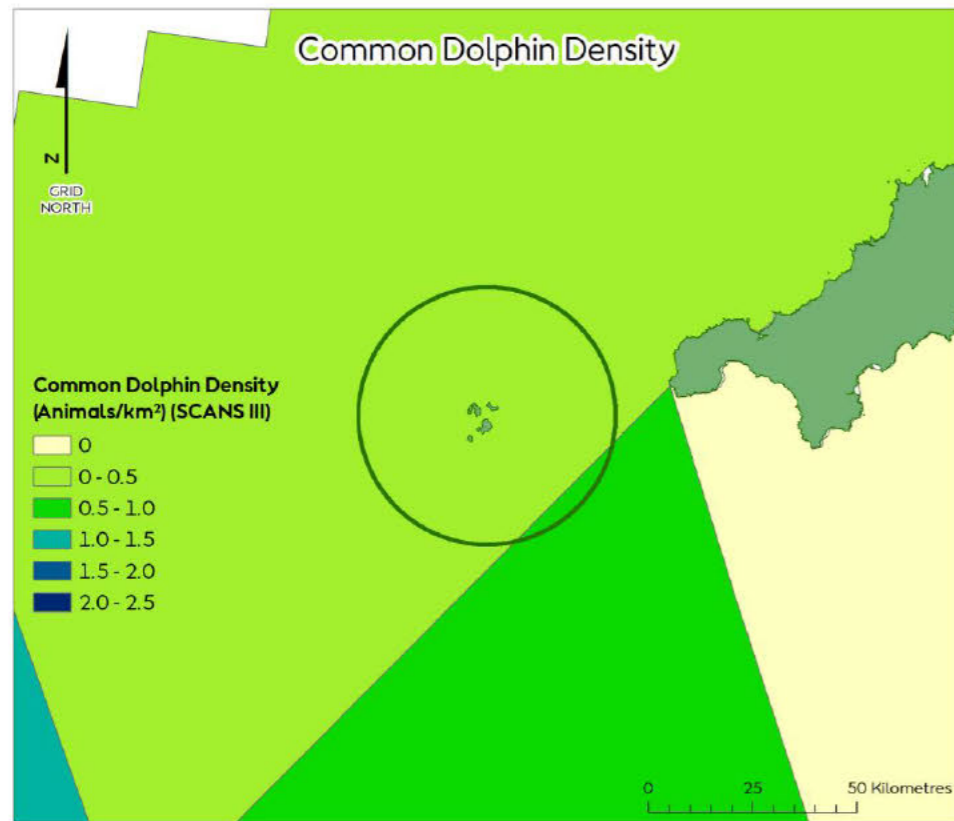 Common Dolphin Density
N
GRID
NORTH
Common Dolphin Density
(Animals/km²) (SCANS III)
0
0 - 0.5
0.5 - 1.0
1.0 - 1.5
1.5 - 2.0
2.0 - 2.5
0 25 50 Kilometres